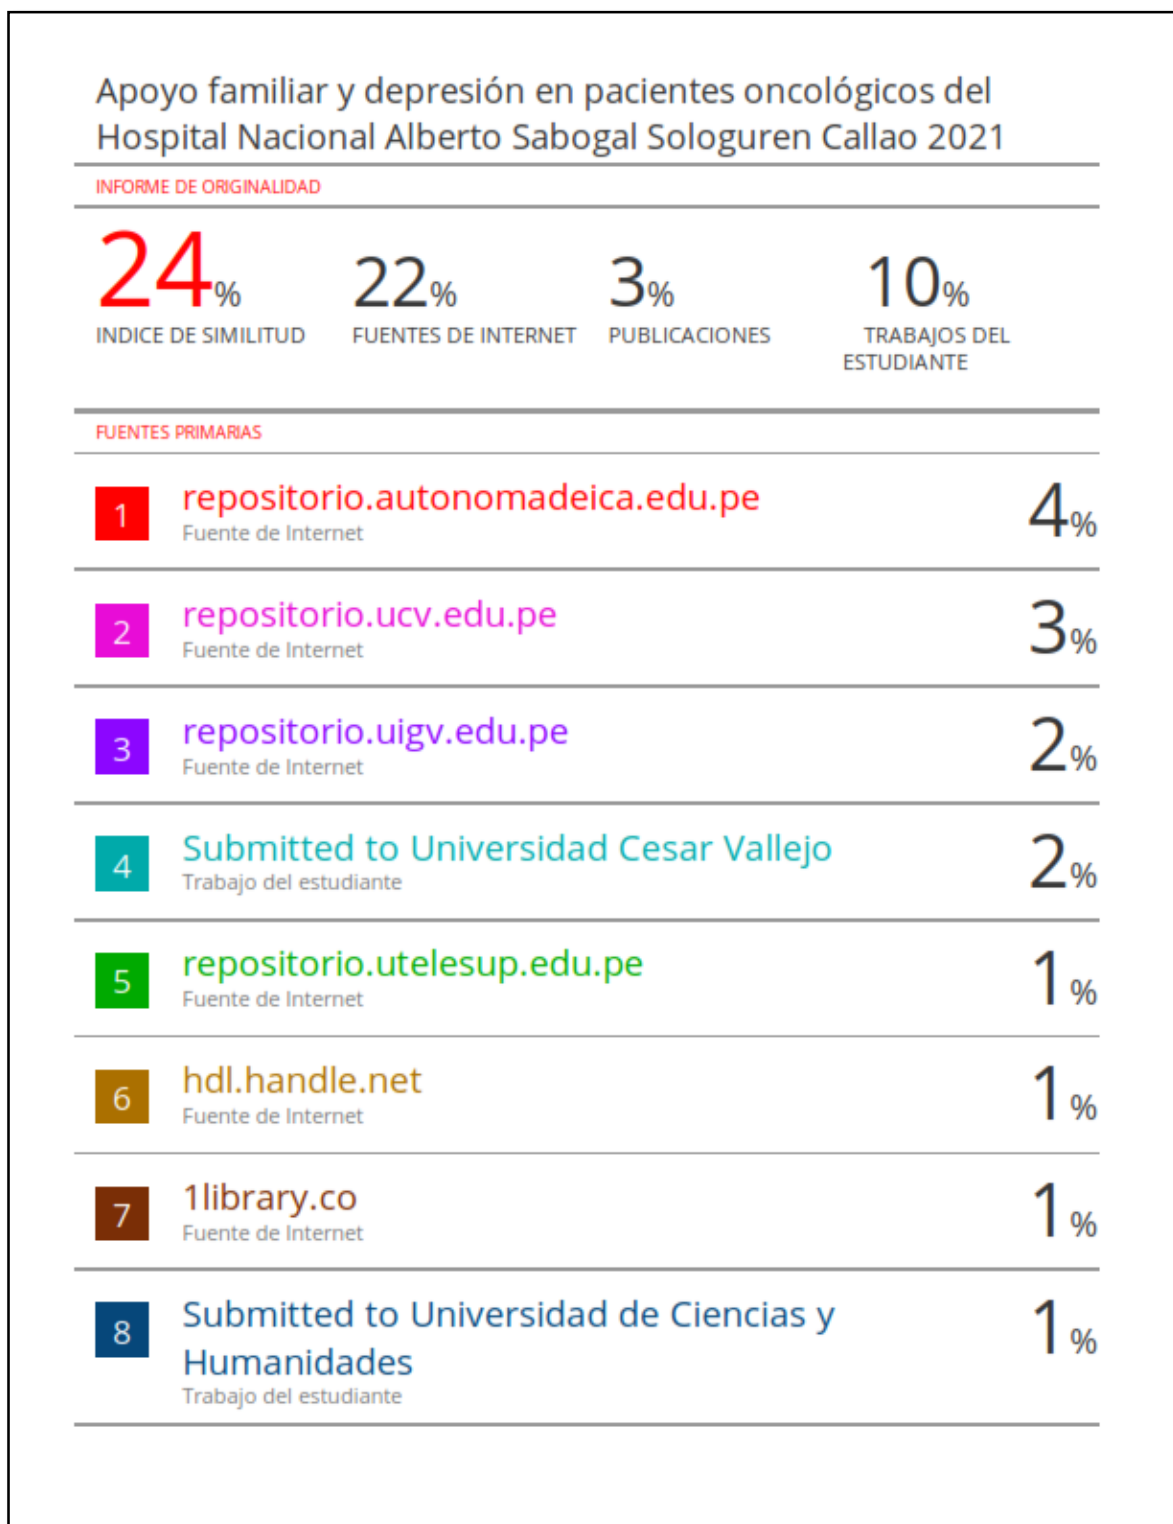 Apoyo familiar y depresión en pacientes oncológicos del
Hospital Nacional Alberto Sabogal Sologuren Callao 2021
INFORME DE ORIGINALIDAD
24%
INDICE DE SIMILITUD
22%
FUENTES DE INTERNET
3%
PUBLICACIONES
10%
TRABAJOS DEL
ESTUDIANTE
FUENTES PRIMARIAS
1
repositorio.autonomadeica.edu.pe
Fuente de Internet
4%
2
repositorio.ucv.edu.pe
Fuente de Internet
3%
3
repositorio.uigv.edu.pe
Fuente de Internet
2%
4
Submitted to Universidad Cesar Vallejo
Trabajo del estudiante
2%
5
repositorio.utelesup.edu.pe
Fuente de Internet
1%
6
hdl.handle.net
Fuente de Internet
1%
7
1library.co
Fuente de Internet
1%
8
Submitted to Universidad de Ciencias y
Humanidades
Trabajo del estudiante
1%